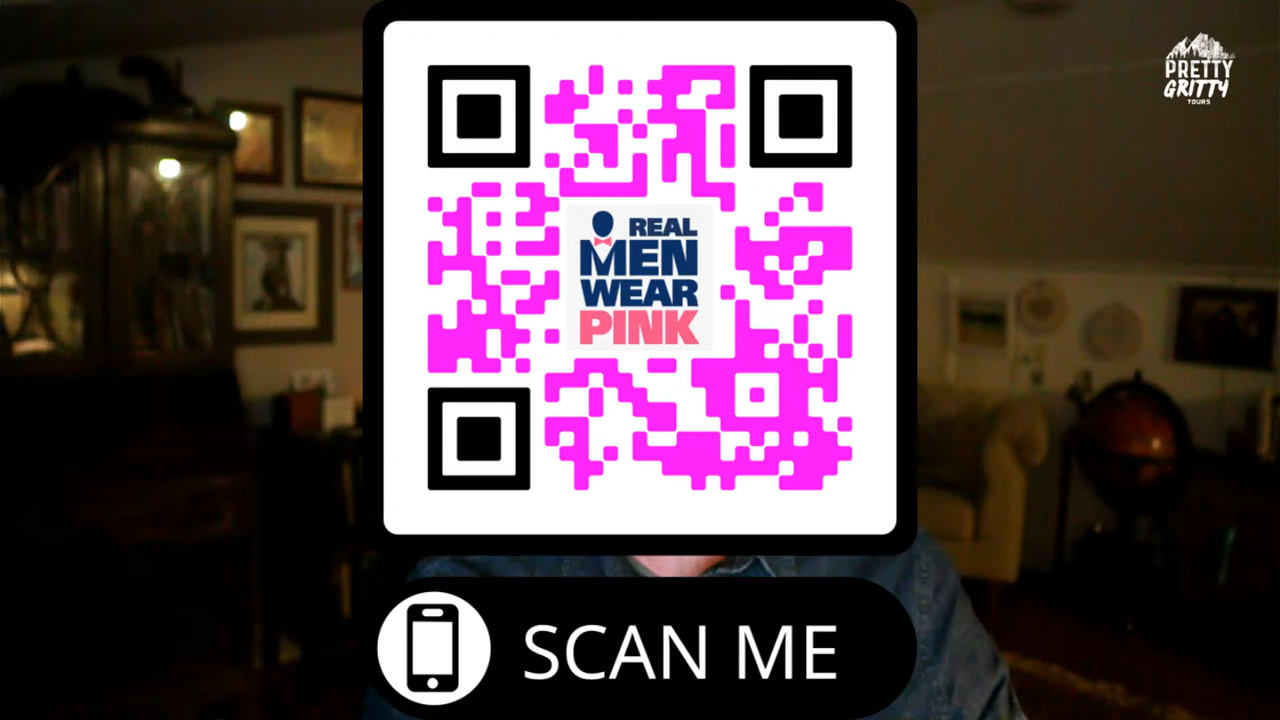 PRETTY
GRITTY
TOURS
REAL
MEN
WEAR
PINK
SCAN ME